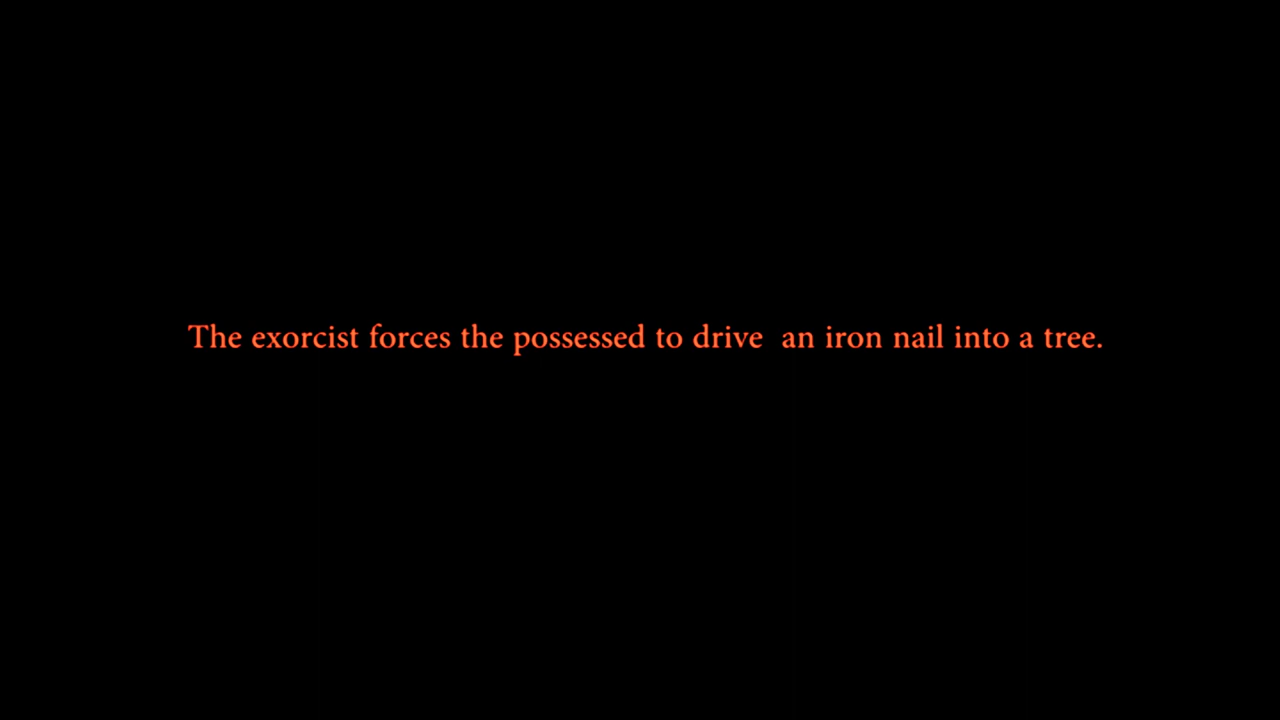 The exorcist forces the possessed to drive  an iron nail into a tree.